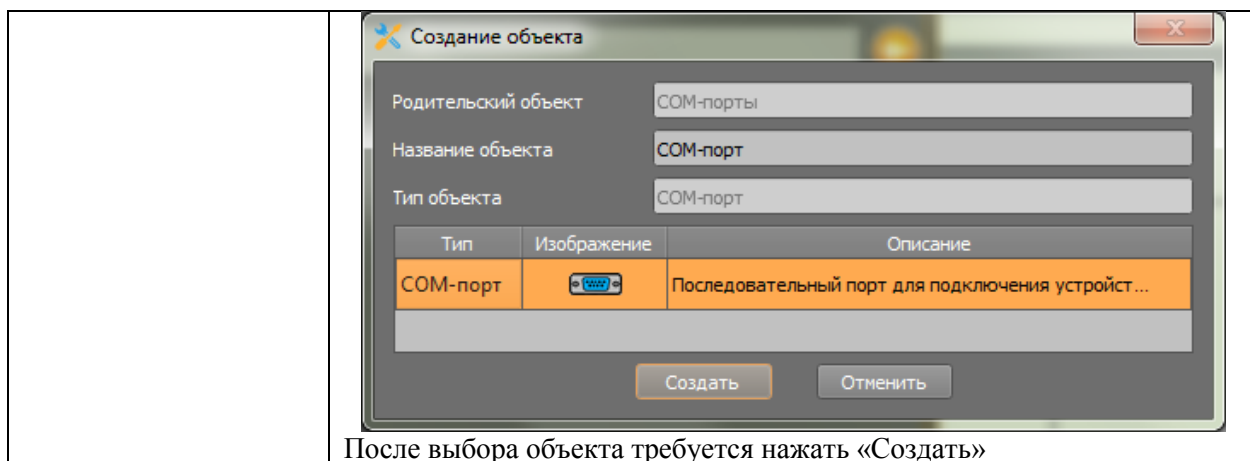 Создание объекта
Родительский объект COM-порты
Название объекта COM-порт
Тип объекта COM-порт
Тип Изображение Описание
COM-порт Последовательный порт для подключения устройст...
Создать Отменить
После выбора объекта требуется нажать «Создать»